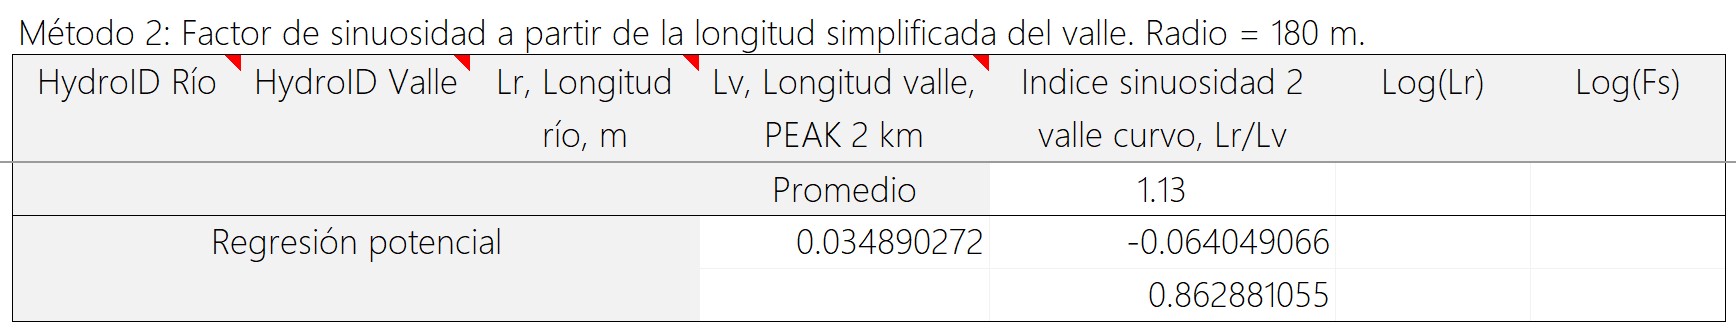 Método 2: Factor de sinuosidad a partir de la longitud simplificada del valle. Radio = 180 m.
HydroID Río HydroID Valle Lr, Longitud río, m Lv, Longitud valle, PEAK 2 km Indice sinuosidad 2 valle curvo, Lr/Lv Log(Lr) Log(Fs)
Promedio 1.13
Regresión potencial 0.034890272 -0.064049066
0.862881055